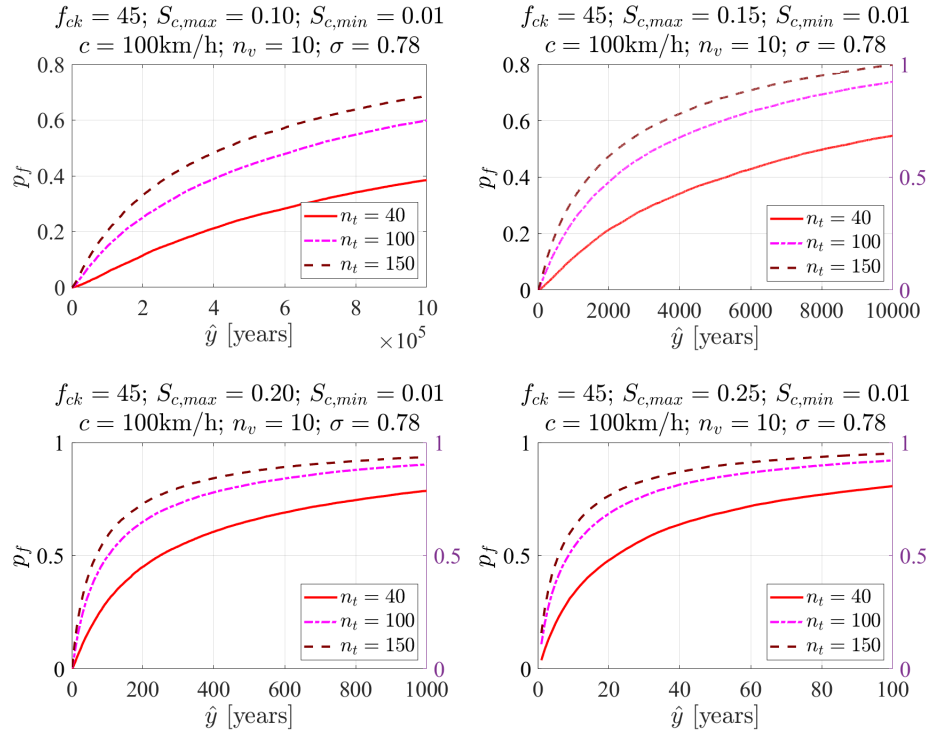 f_ck = 45; S_c,max = 0.10; S_c,min = 0.01
c = 100km/h; n_v = 10; σ = 0.78
0.8
0.6
0.4
0.2
0
p_f
n_t = 40
n_t = 100
n_t = 150
0 2 4 6 8 10
ŷ [years]
×10^5
f_ck = 45; S_c,max = 0.15; S_c,min = 0.01
c = 100km/h; n_v = 10; σ = 0.78
0.8
0.6
0.4
0.2
0
p_f
1
0.5
0
n_t = 40
n_t = 100
n_t = 150
0 2000 4000 6000 8000 10000
ŷ [years]
f_ck = 45; S_c,max = 0.20; S_c,min = 0.01
c = 100km/h; n_v = 10; σ = 0.78
1
0.5
0
p_f
1
0.5
0
n_t = 40
n_t = 100
n_t = 150
0 200 400 600 800 1000
ŷ [years]
f_ck = 45; S_c,max = 0.25; S_c,min = 0.01
c = 100km/h; n_v = 10; σ = 0.78
1
0.5
0
p_f
1
0.5
0
n_t = 40
n_t = 100
n_t = 150
0 20 40 60 80 100
ŷ [years]